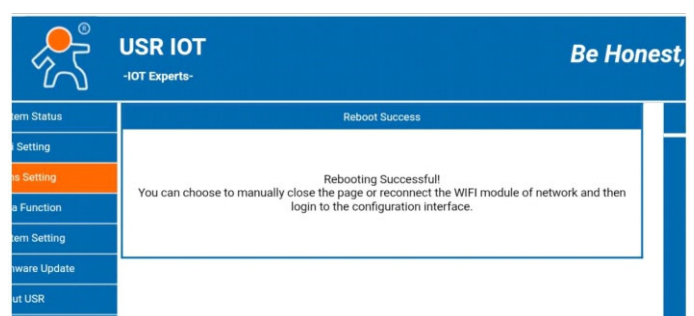 ®
USR IOT
-IOT Experts-
Be Honest,
tem Status
i Setting
ns Setting
a Function
tem Setting
nware Update
ut USR
Reboot Success
Rebooting Successful!
You can choose to manually close the page or reconnect the WIFI module of network and then
login to the configuration interface.